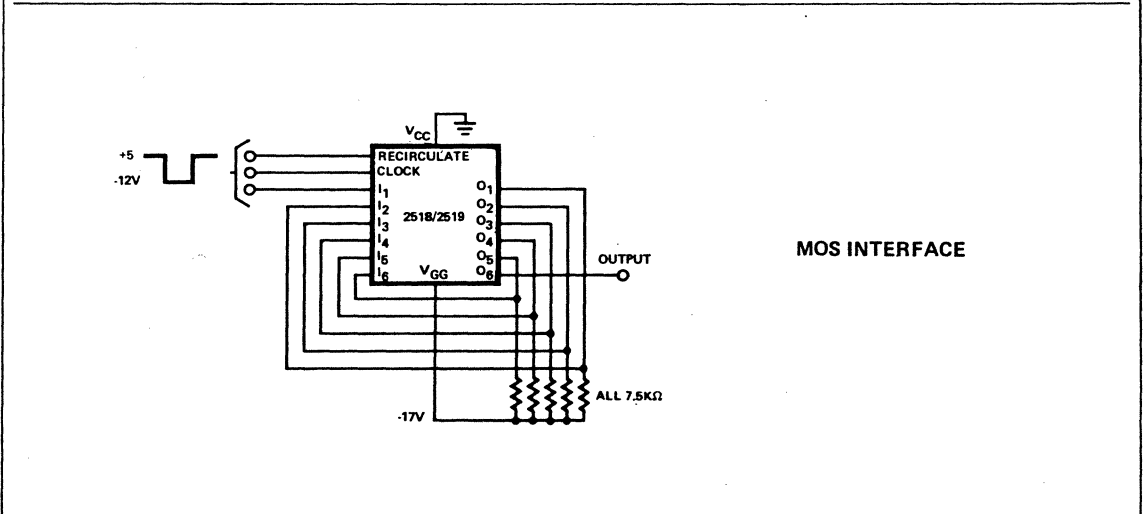 VCC
+5
-12V
RECIRCULATE
CLOCK
I1
I2
I3
I4
I5
I6
2518/2519
VGG
O1
O2
O3
O4
O5
O6
OUTPUT
MOS INTERFACE
ALL 7.5KΩ
-17V